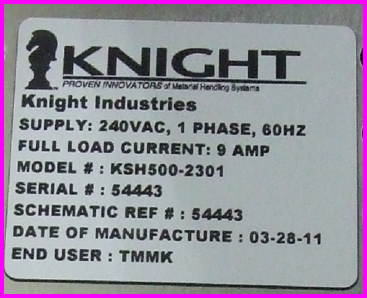 KNIGHT
PROVEN INNOVATORS of Material Handling Systems
Knight Industries
SUPPLY: 240VAC, 1 PHASE, 60HZ
FULL LOAD CURRENT: 9 AMP
MODEL # : KSH500-2301
SERIAL # : 54443
SCHEMATIC REF # : 54443
DATE OF MANUFACTURE : 03-28-11
END USER : TMMK